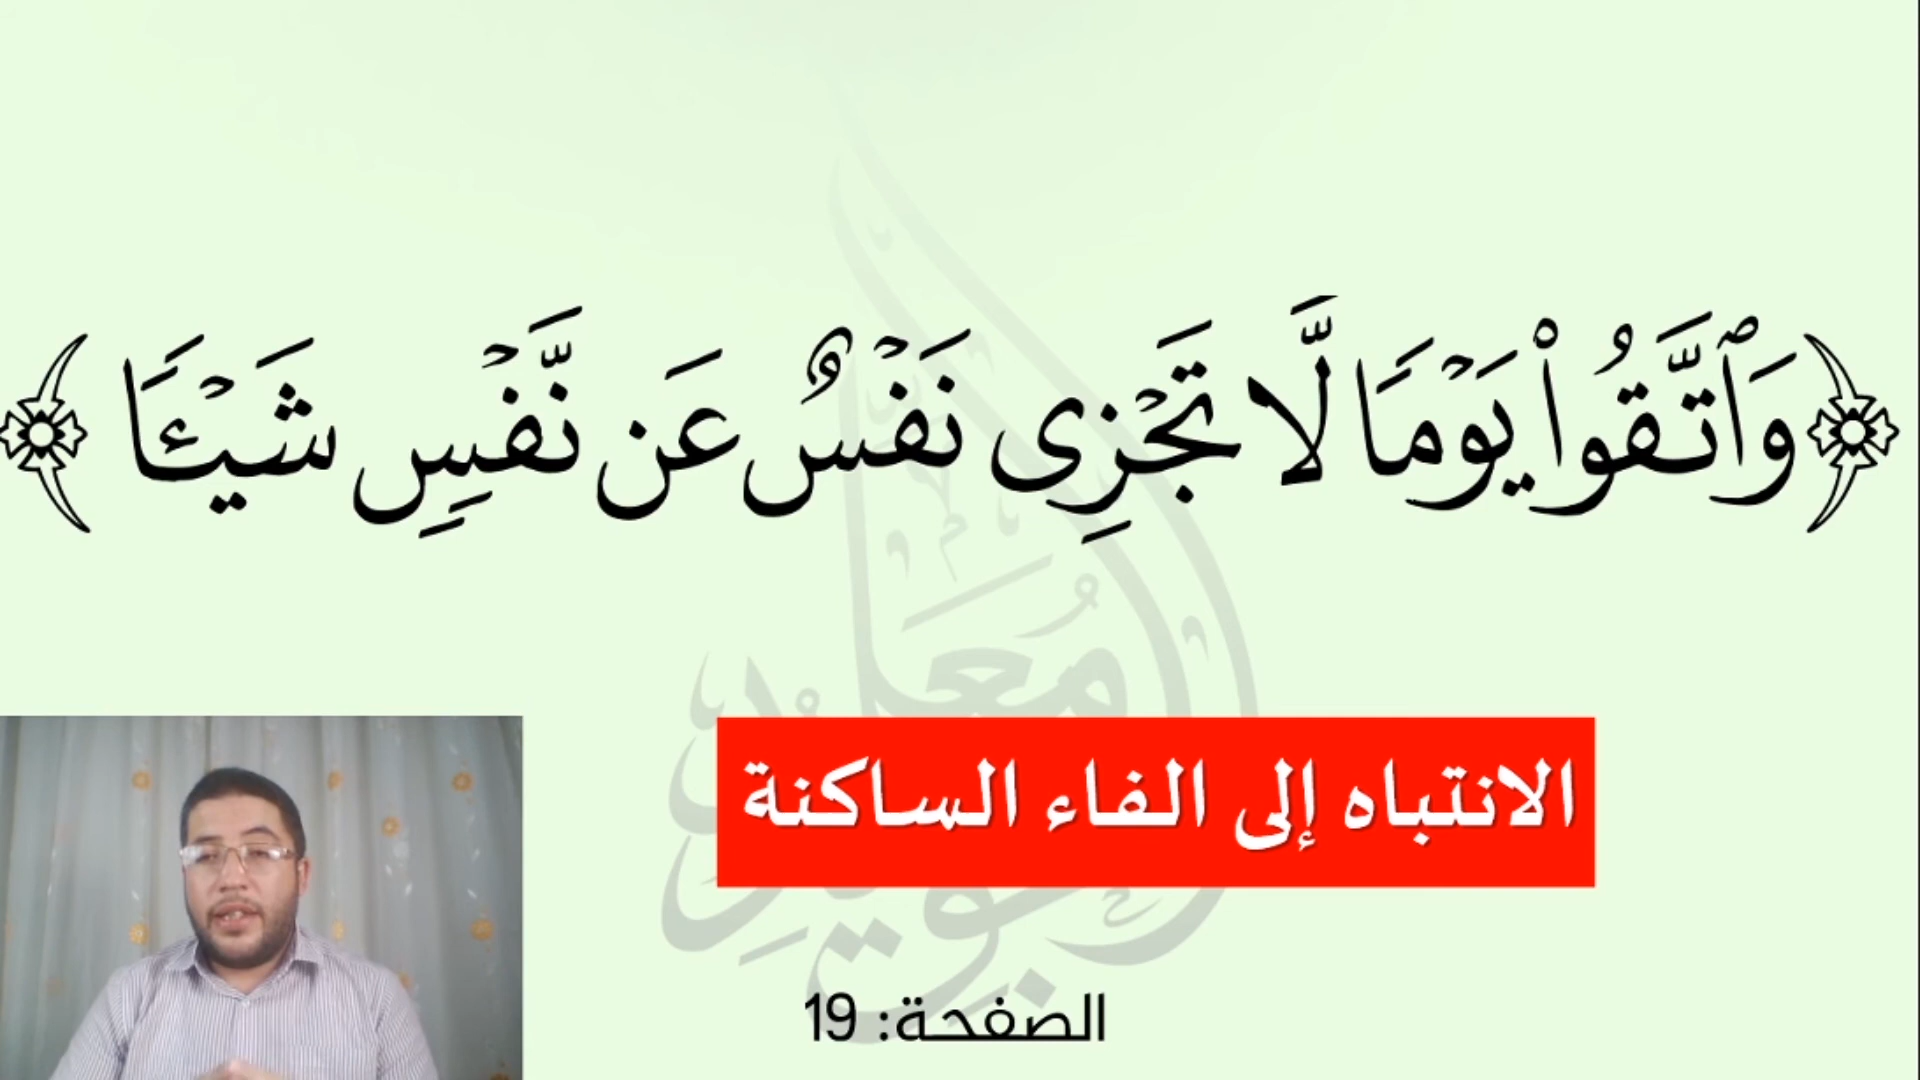 ﴿وَٱتَّقُوا۟ يَوْمًا لَّا تَجْزِى نَفْسٌ عَن نَّفْسٍ شَيْـًٔا﴾
الانتباه إلى الفاء الساكنة
الصفحة: 19